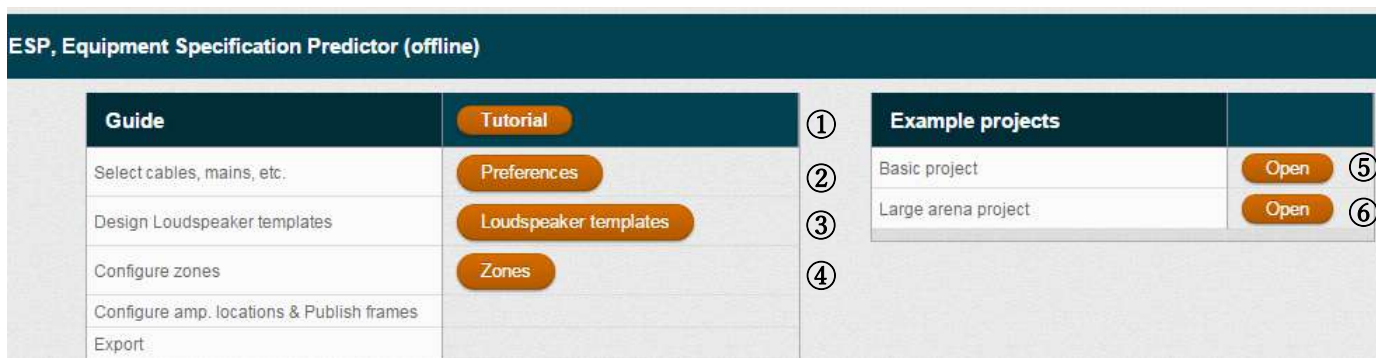 ESP, Equipment Specification Predictor (offline)
Guide Tutorial ①
Select cables, mains, etc. Preferences ②
Design Loudspeaker templates Loudspeaker templates ③
Configure zones Zones ④
Configure amp. locations & Publish frames
Export
Example projects
Basic project Open ⑤
Large arena project Open ⑥